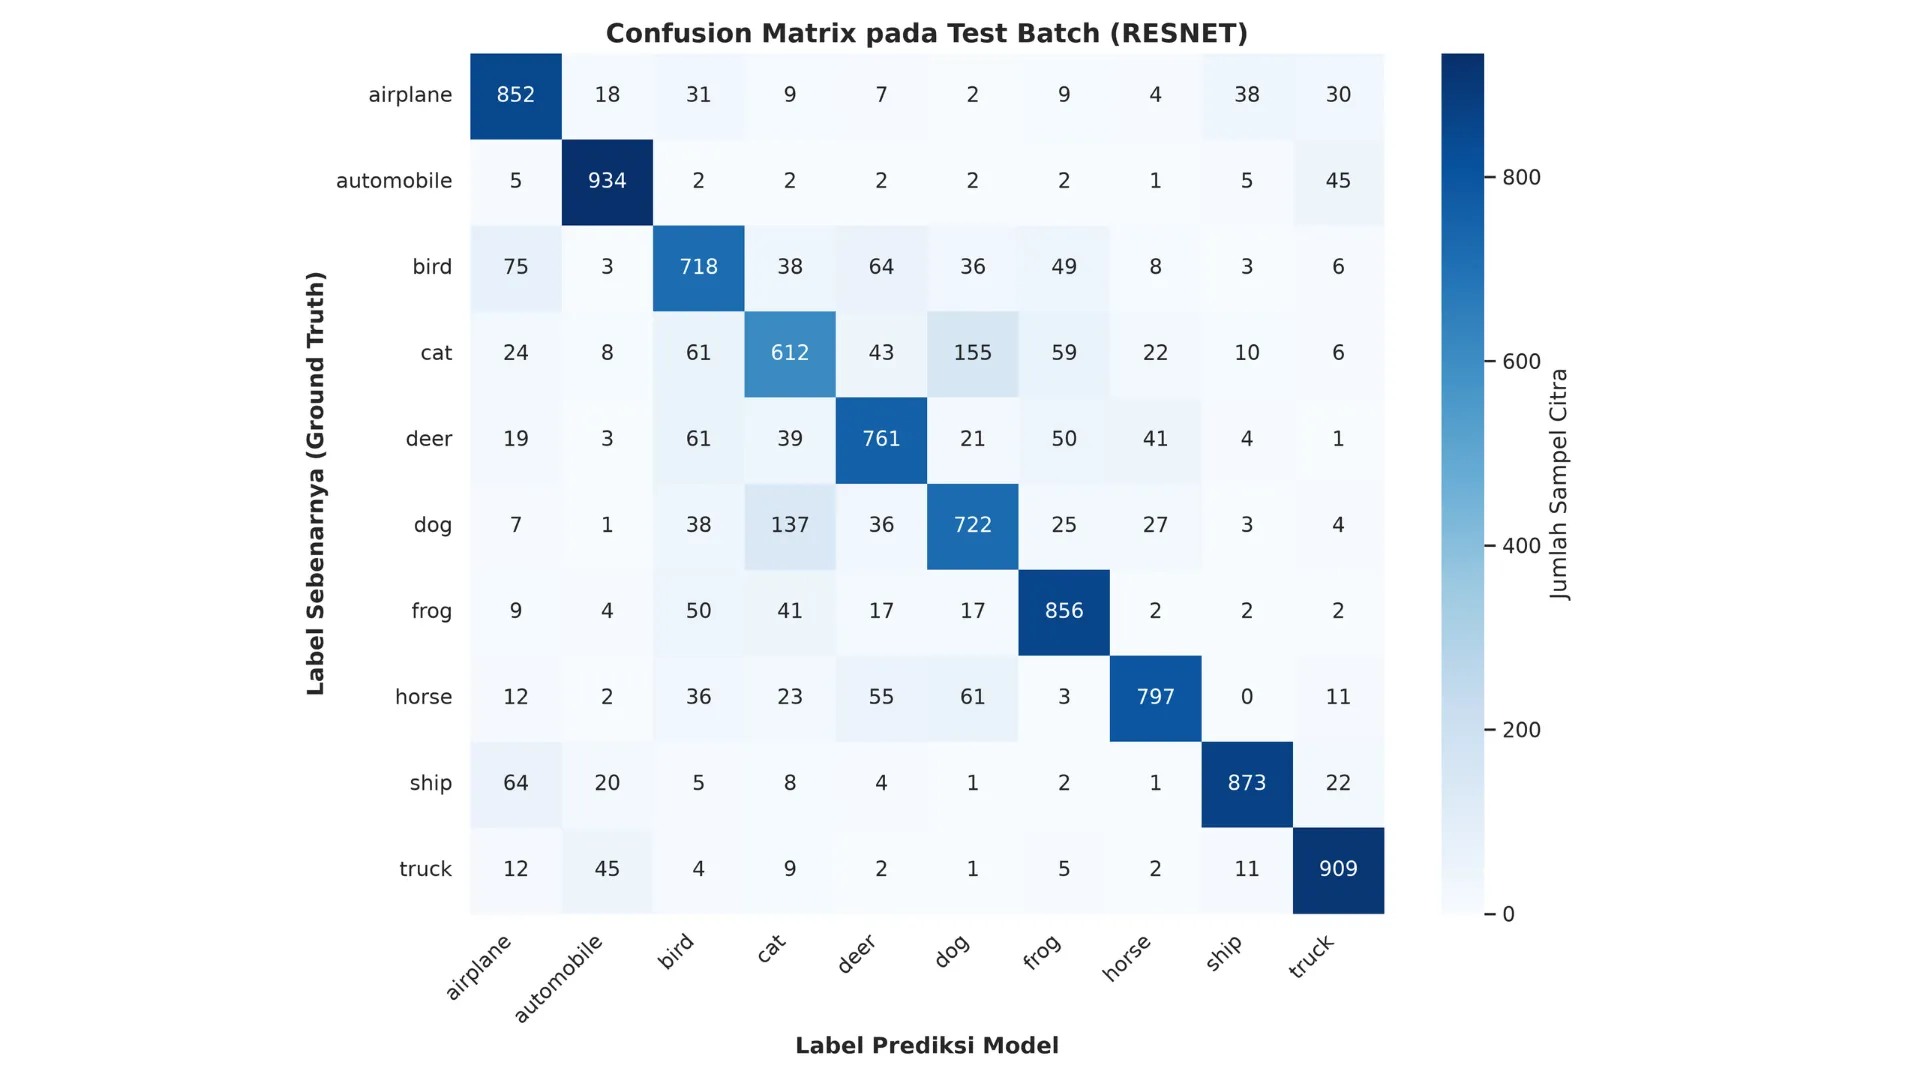 Confusion Matrix pada Test Batch (RESNET)
airplane 852 18 31 9 7 2 9 4 38 30
automobile 5 934 2 2 2 2 2 1 5 45
bird 75 3 718 38 64 36 49 8 3 6
cat 24 8 61 612 43 155 59 22 10 6
deer 19 3 61 39 761 21 50 41 4 1
dog 7 1 38 137 36 722 25 27 3 4
frog 9 4 50 41 17 17 856 2 2 2
horse 12 2 36 23 55 61 3 797 0 11
ship 64 20 5 8 4 1 2 1 873 22
truck 12 45 4 9 2 1 5 2 11 909
airplane automobile bird cat deer dog frog horse ship truck
Label Prediksi Model
Label Sebenarnya (Ground Truth)
800
600
400
200
0
Jumlah Sampel Citra